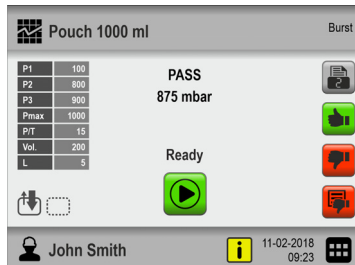 Pouch 1000 ml
Burst
P1 100
P2 800
P3 900
Pmax 1000
P/T 15
Vol. 200
L 5
PASS
875 mbar
Ready
2
John Smith
i
11-02-2018
09:23